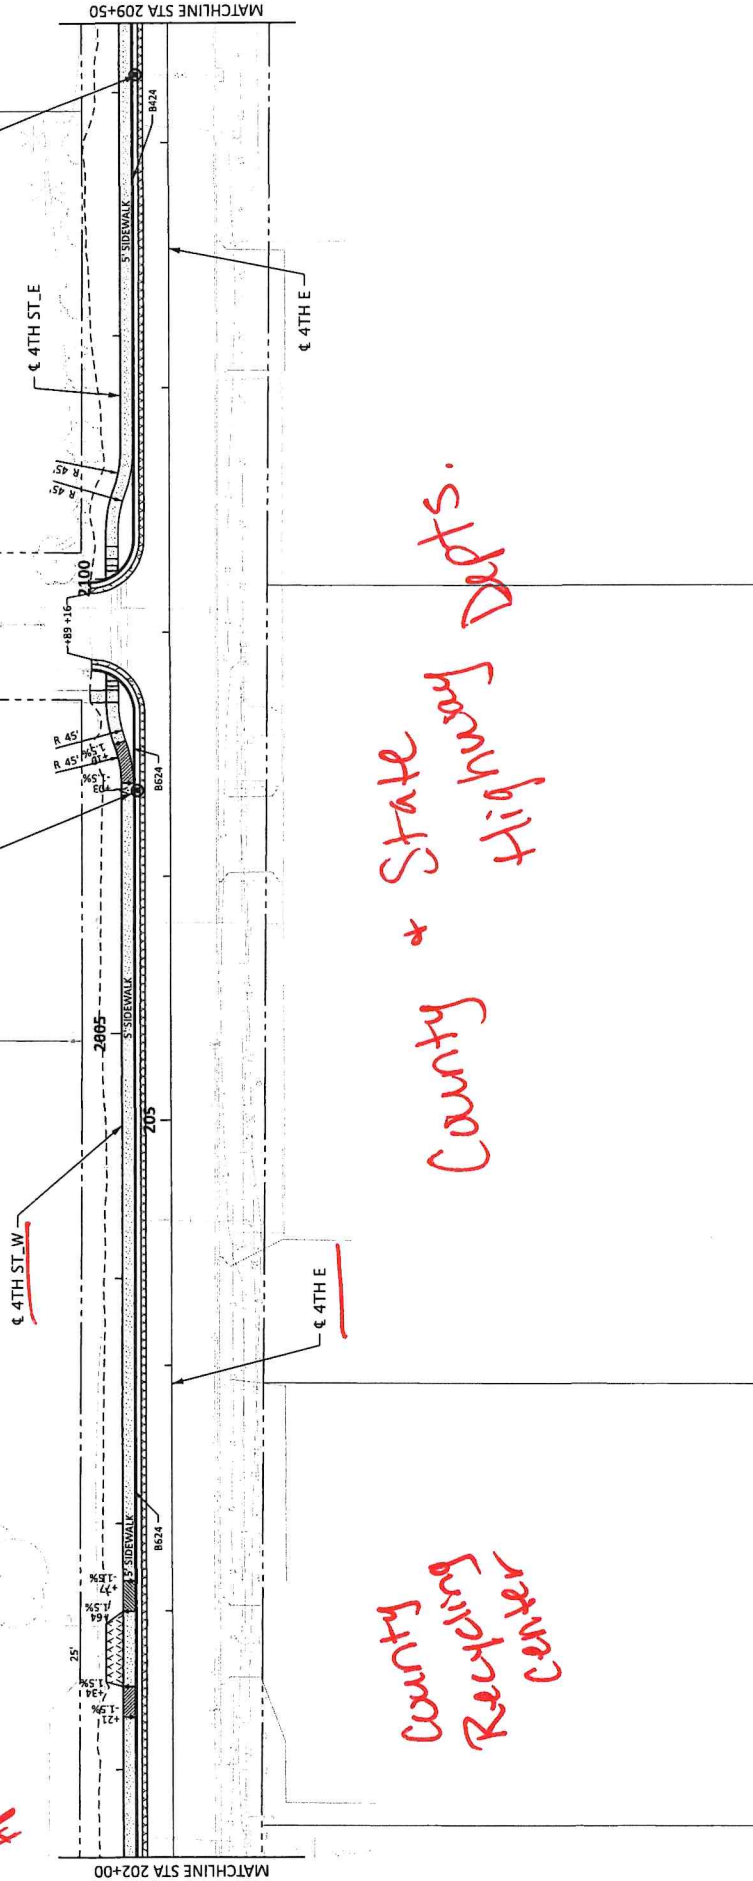 MATCHLINE STA 209+50
B424
5' SIDEWALK
℄ 4TH ST_E
℄ 4TH E
R 45'
R 45'
2100
+89 +16
R 45'
R 45'
1.5%
+16
-1.5%
+03
B624
5' SIDEWALK
2005
205
℄ 4TH ST_W
℄ 4TH E
5' SIDEWALK
B624
-1.5%
+77
1.5%
+64
25'
1.5%
+34
-1.5%
+21
MATCHLINE STA 202+00
County + State
Highway Depts.
County
Recycling
Center